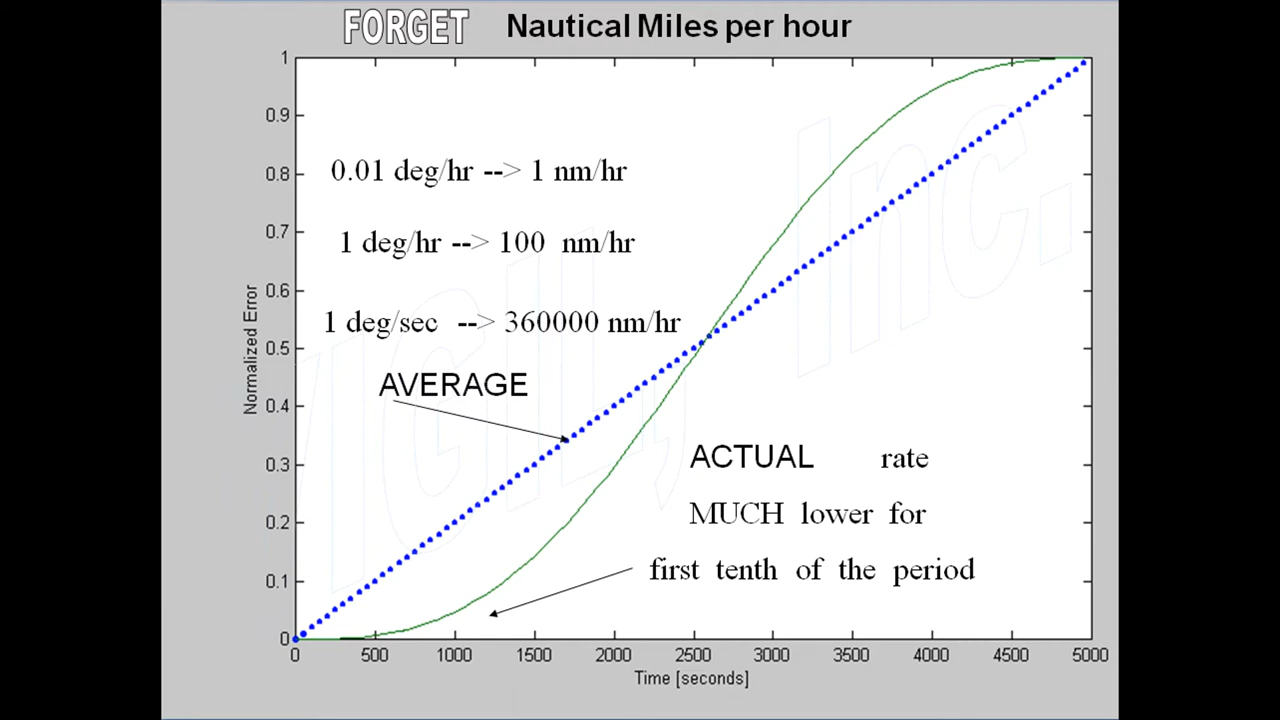 FORGET Nautical Miles per hour
1
0.9
0.8
0.7
0.6
0.5
0.4
0.3
0.2
0.1
0
Normalized Error
0.01 deg/hr --> 1 nm/hr
1 deg/hr --> 100 nm/hr
1 deg/sec --> 360000 nm/hr
AVERAGE
ACTUAL rate
MUCH lower for
first tenth of the period
0 500 1000 1500 2000 2500 3000 3500 4000 4500 5000
Time [seconds]